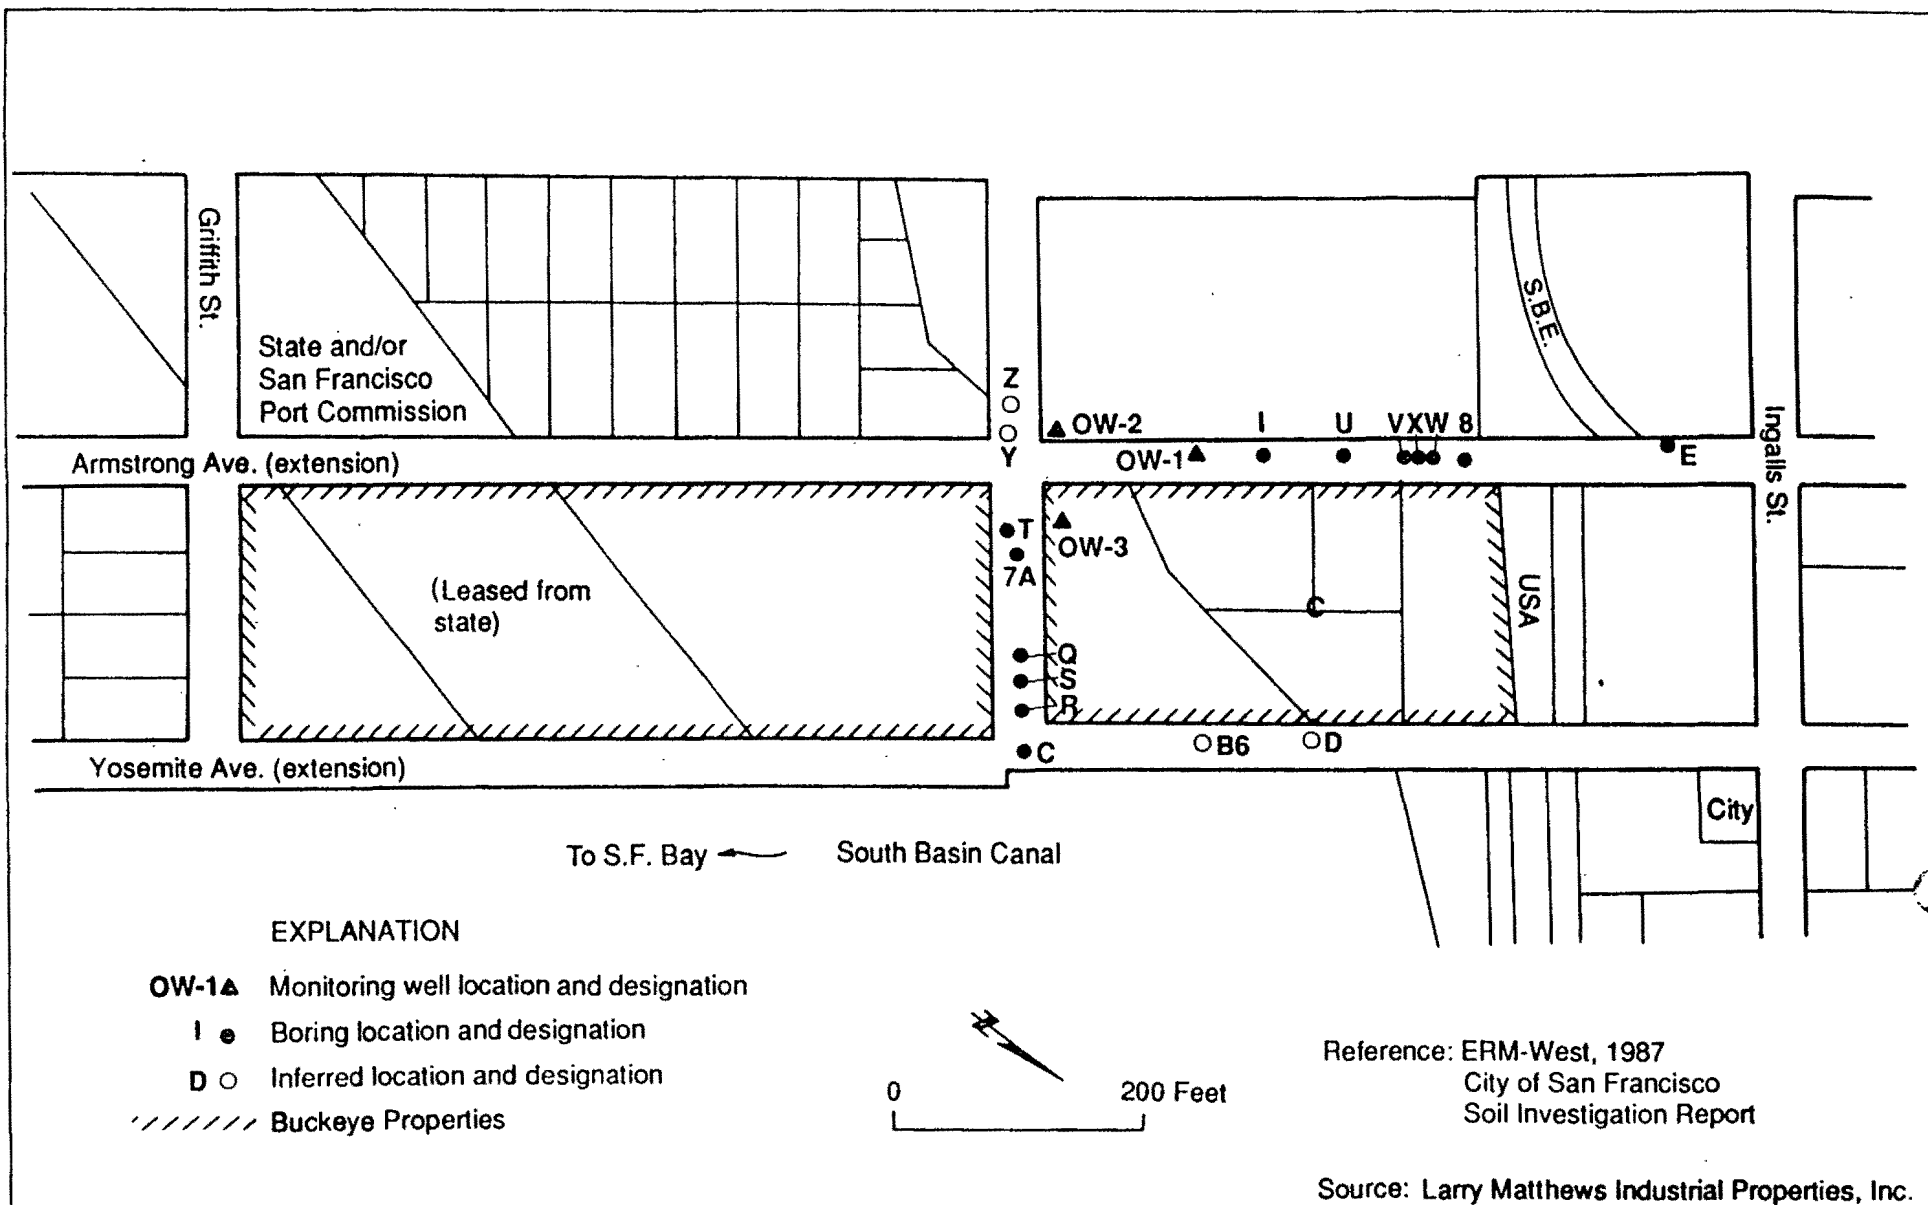 Griffith St.
State and/or
San Francisco
Port Commission
Z
Y
OW-2
I
U
V
X
W
8
S.B.E.
Ingalls St.
Armstrong Ave. (extension)
OW-1
E
T
7A
OW-3
(Leased from
state)
C
USA
Q
S
R
C
B6
D
Yosemite Ave. (extension)
City
To S.F. Bay
South Basin Canal
EXPLANATION
OW-1 Monitoring well location and designation
I Boring location and designation
D Inferred location and designation
Buckeye Properties
0
200 Feet
Reference: ERM-West, 1987
City of San Francisco
Soil Investigation Report
Source: Larry Matthews Industrial Properties, Inc.